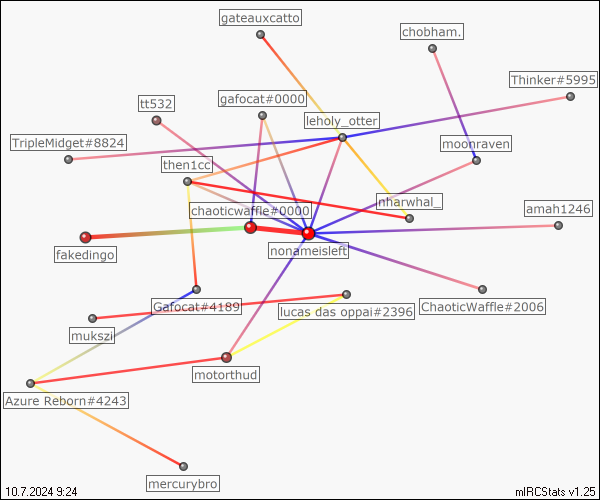 gateauxcatto
chobham.
Thinker#5995
gafocat#0000
tt532
leholy_otter
TripleMidget#8824
moonraven
then1cc
nharwhal_
amah1246
chaoticwaffle#0000
nonameisleft
fakedingo
Gafocat#4189
ChaoticWaffle#2006
lucas das oppai#2396
mukszi
motorthud
Azure Reborn#4243
mercurybro
10.7.2024 9:24
mIRCStats v1.25